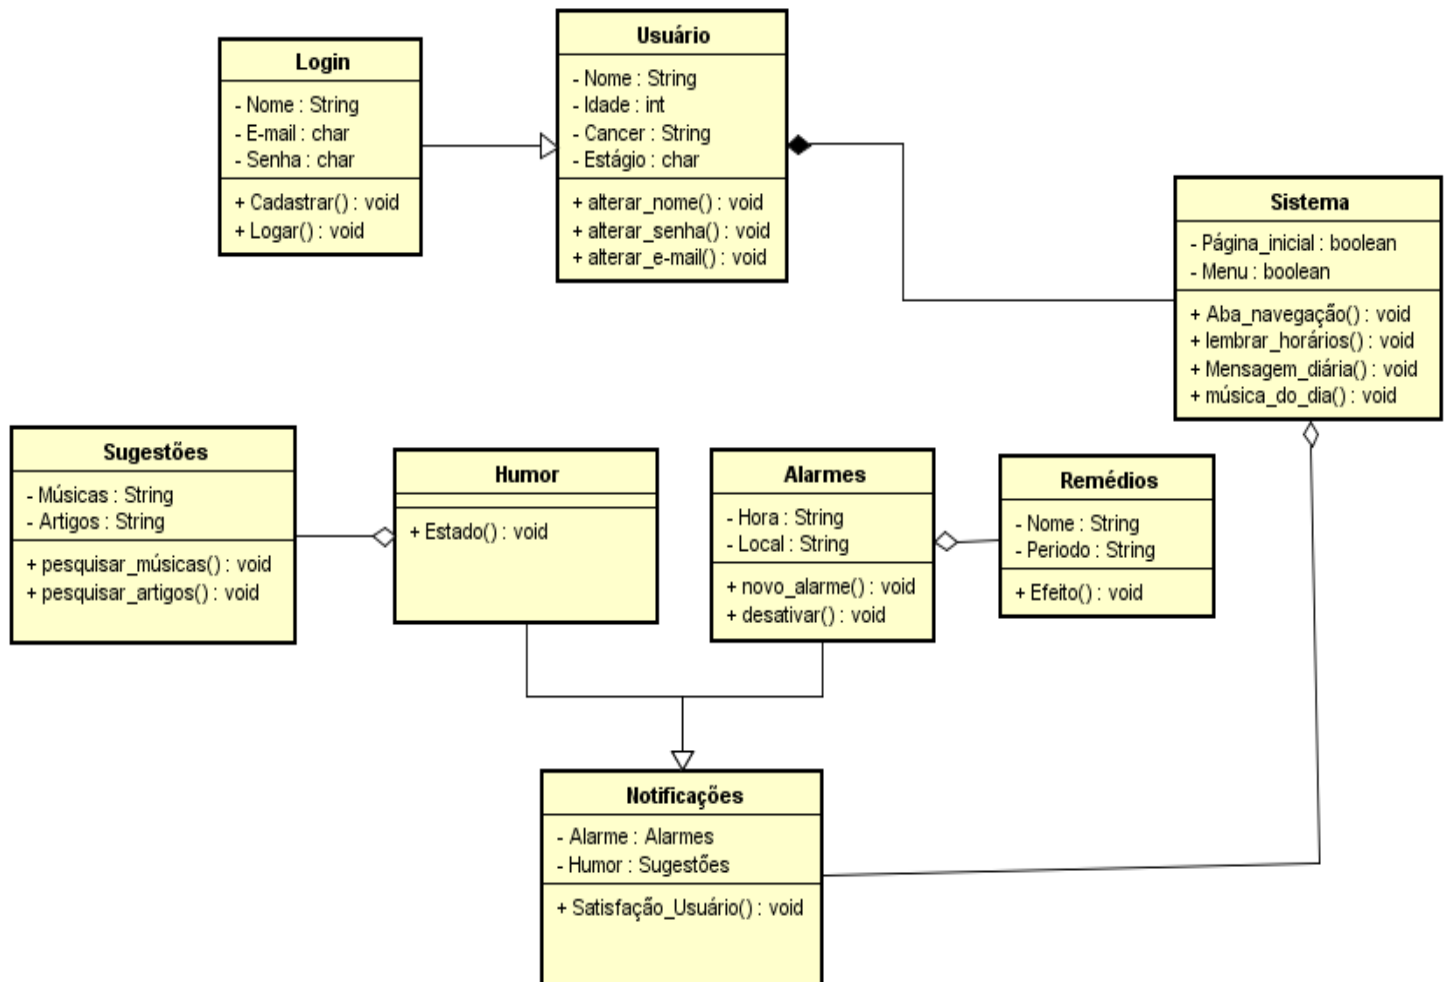 Login
- Nome : String
- E-mail : char
- Senha : char
+ Cadastrar() : void
+ Logar() : void
Usuário
- Nome : String
- Idade : int
- Cancer : String
- Estágio : char
+ alterar_nome() : void
+ alterar_senha() : void
+ alterar_e-mail() : void
Sistema
- Página_inicial : boolean
- Menu : boolean
+ Aba_navegação() : void
+ lembrar_horários() : void
+ Mensagem_diária() : void
+ música_do_dia() : void
Sugestões
- Músicas : String
- Artigos : String
+ pesquisar_músicas() : void
+ pesquisar_artigos() : void
Humor
+ Estado() : void
Alarmes
- Hora : String
- Local : String
+ novo_alarme() : void
+ desativar() : void
Remédios
- Nome : String
- Periodo : String
+ Efeito() : void
Notificações
- Alarme : Alarmes
- Humor : Sugestões
+ Satisfação_Usuário() : void